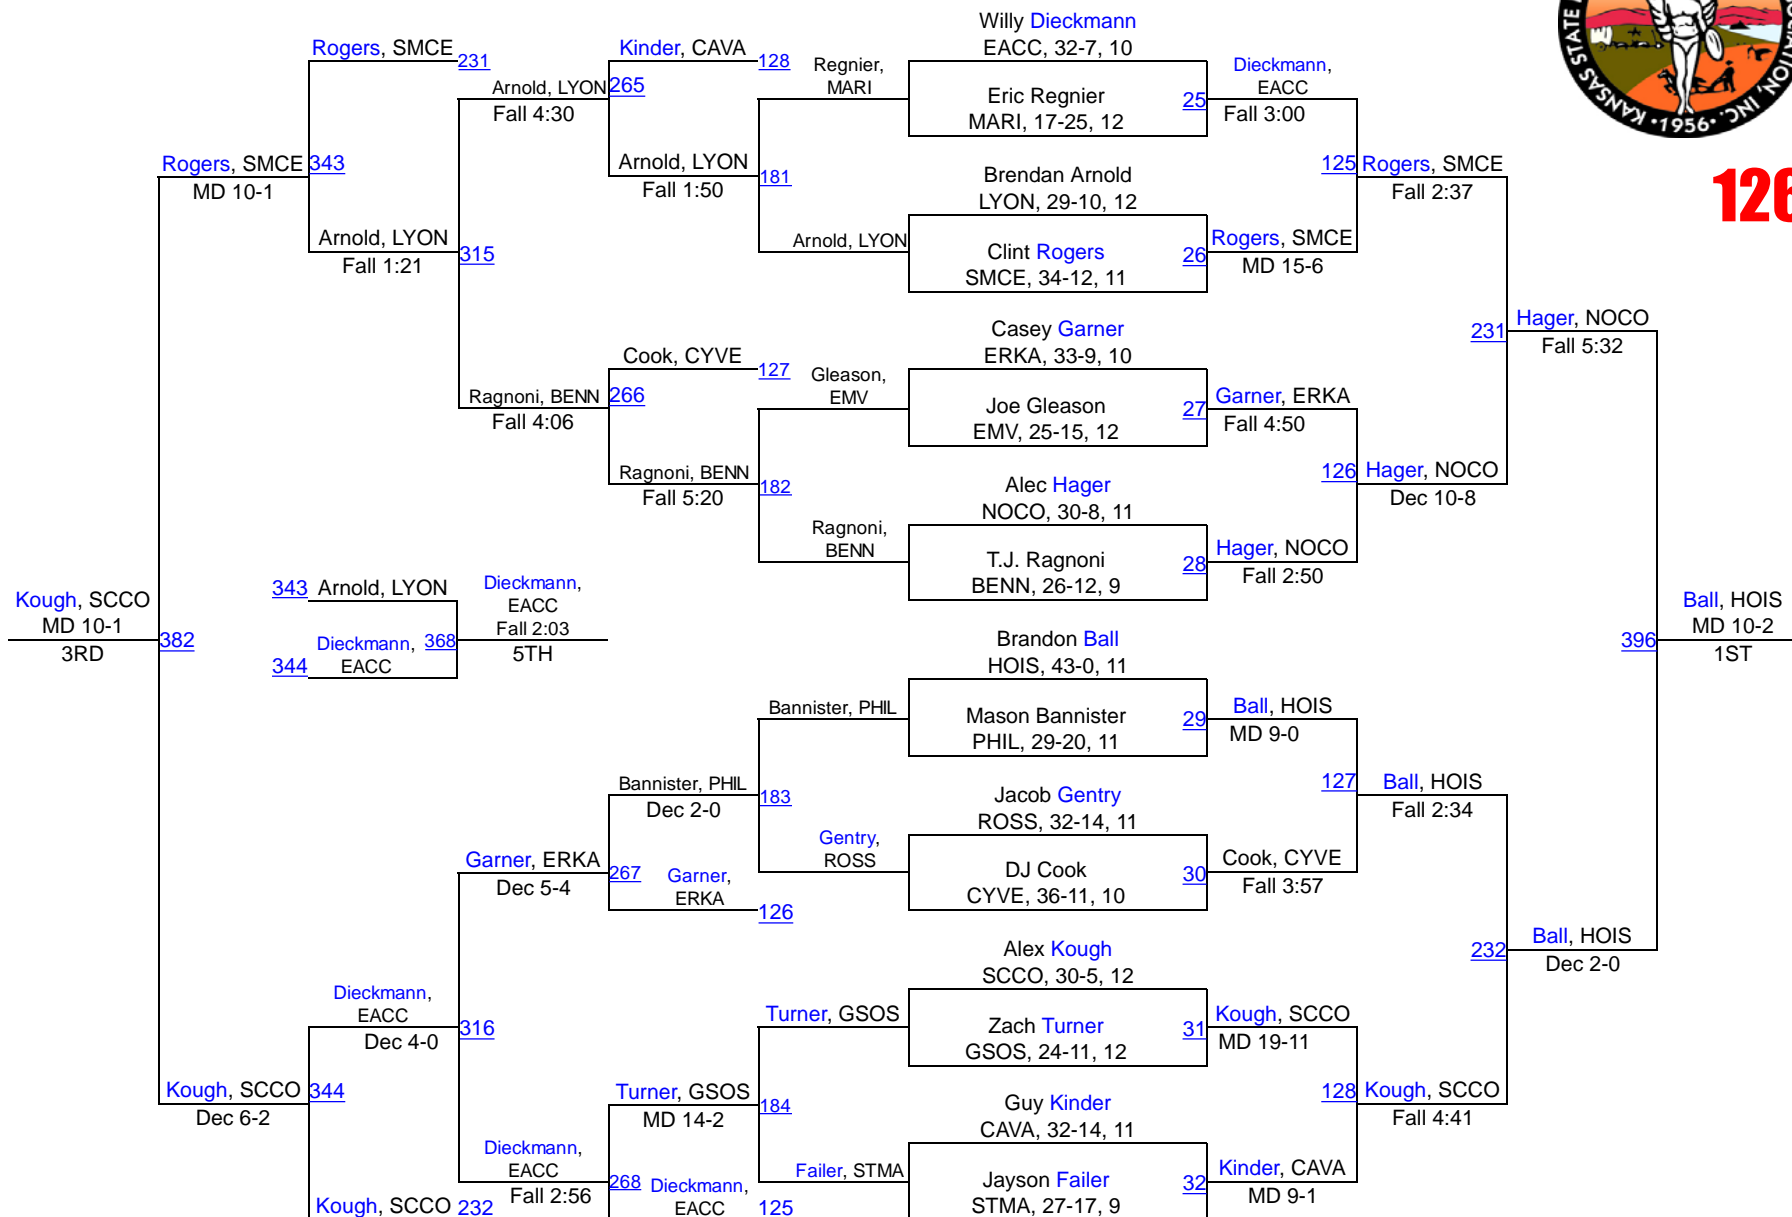 Willy Dieckmann
EACC, 32-7, 10
Eric Regnier
MARI, 17-25, 12
Brendan Arnold
LYON, 29-10, 12
Clint Rogers
SMCE, 34-12, 11
Casey Garner
ERKA, 33-9, 10
Joe Gleason
EMV, 25-15, 12
Alec Hager
NOCO, 30-8, 11
T.J. Ragnoni
BENN, 26-12, 9
Brandon Ball
HOIS, 43-0, 11
Mason Bannister
PHIL, 29-20, 11
Jacob Gentry
ROSS, 32-14, 11
DJ Cook
CYVE, 36-11, 10
Alex Kough
SCCO, 30-5, 12
Zach Turner
GSOS, 24-11, 12
Guy Kinder
CAVA, 32-14, 11
Jayson Failer
STMA, 27-17, 9
25
Dieckmann,
EACC
Fall 3:00
26
Rogers, SMCE
MD 15-6
27
Garner, ERKA
Fall 4:50
28
Hager, NOCO
Fall 2:50
29
Ball, HOIS
MD 9-0
30
Cook, CYVE
Fall 3:57
31
Kough, SCCO
MD 19-11
32
Kinder, CAVA
MD 9-1
125
Rogers, SMCE
Fall 2:37
126
Hager, NOCO
Dec 10-8
127
Ball, HOIS
Fall 2:34
128
Kough, SCCO
Fall 4:41
231
Hager, NOCO
Fall 5:32
232
Ball, HOIS
Dec 2-0
396
Ball, HOIS
MD 10-2
1ST
KANSAS STATE
ATION, INC.
•1956•
126
Regnier,
MARI
Arnold, LYON
Gleason,
EMV
Ragnoni,
BENN
Bannister, PHIL
Gentry,
ROSS
Turner, GSOS
Failer, STMA
Kinder, CAVA
128
181
Arnold, LYON
Fall 1:50
Cook, CYVE
127
182
Ragnoni, BENN
Fall 5:20
183
Bannister, PHIL
Dec 2-0
Garner,
ERKA
126
184
Turner, GSOS
MD 14-2
Dieckmann,
EACC
125
265
Arnold, LYON
Fall 4:30
266
Ragnoni, BENN
Fall 4:06
267
Garner, ERKA
Dec 5-4
268
Dieckmann,
EACC
Fall 2:56
Rogers, SMCE
231
315
Arnold, LYON
Fall 1:21
316
Dieckmann,
EACC
Dec 4-0
Kough, SCCO
232
343
Rogers, SMCE
MD 10-1
344
Kough, SCCO
Dec 6-2
382
Kough, SCCO
MD 10-1
3RD
343
Arnold, LYON
344
Dieckmann,
EACC
368
Dieckmann,
EACC
Fall 2:03
5TH